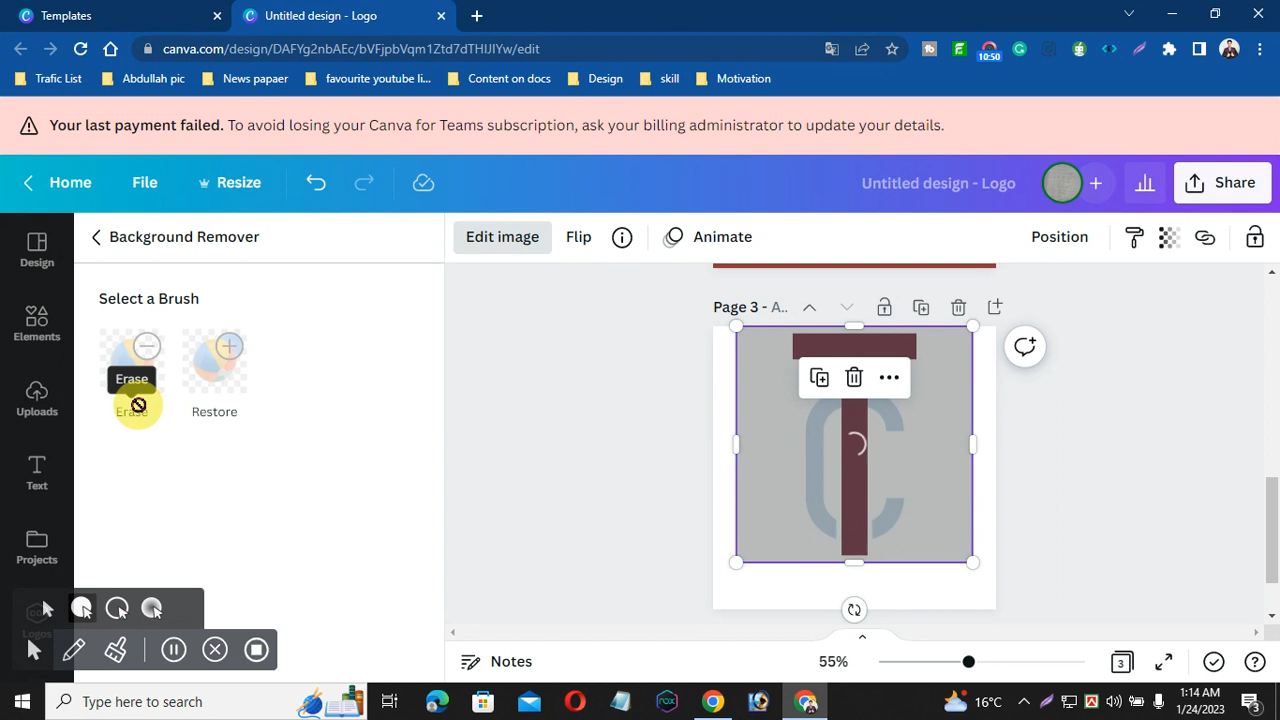 Templates
Untitled design - Logo
canva.com/design/DAFYg2nbAEc/bVFjpbVqm1Ztd7dTHIJIYw/edit
10:50
Trafic List
Abdullah pic
News papaer
favourite youtube li...
Content on docs
Design
skill
Motivation
Your last payment failed. To avoid losing your Canva for Teams subscription, ask your billing administrator to update your details.
Home
File
Resize
Untitled design - Logo
Share
Design
Elements
Uploads
Text
Projects
Logos
Background Remover
Select a Brush
Erase
Erase
Restore
Edit image
Flip
Animate
Position
Page 3 - A..
Notes
55%
3
Type here to search
16°C
1:14 AM
1/24/2023
3